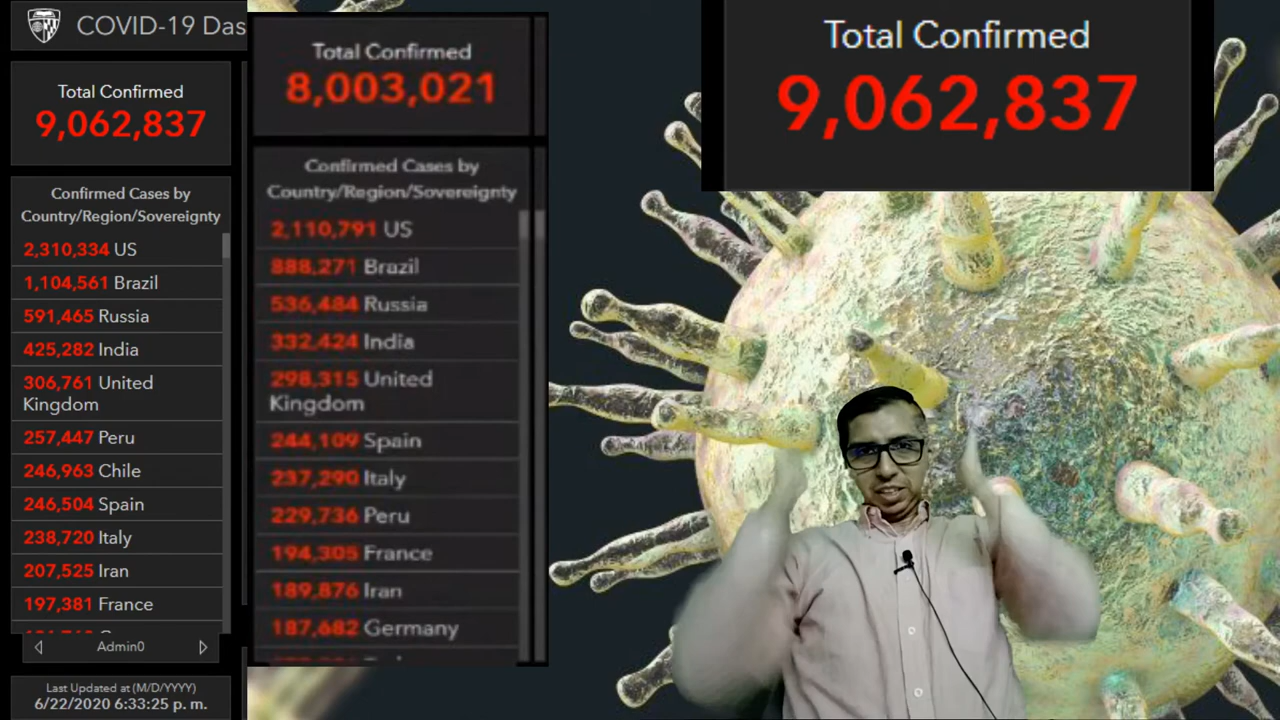 COVID-19 Das
Total Confirmed
9,062,837
Confirmed Cases by
Country/Region/Sovereignty
2,310,334 US
1,104,561 Brazil
591,465 Russia
425,282 India
306,761 United
Kingdom
257,447 Peru
246,963 Chile
246,504 Spain
238,720 Italy
207,525 Iran
197,381 France
Admin0
Last Updated at (M/D/YYYY)
6/22/2020 6:33:25 p. m.
Total Confirmed
8,003,021
Confirmed Cases by
Country/Region/Sovereignty
2,110,791 US
888,271 Brazil
536,484 Russia
332,424 India
298,315 United
Kingdom
244,109 Spain
237,290 Italy
229,736 Peru
194,305 France
189,876 Iran
187,682 Germany
Total Confirmed
9,062,837